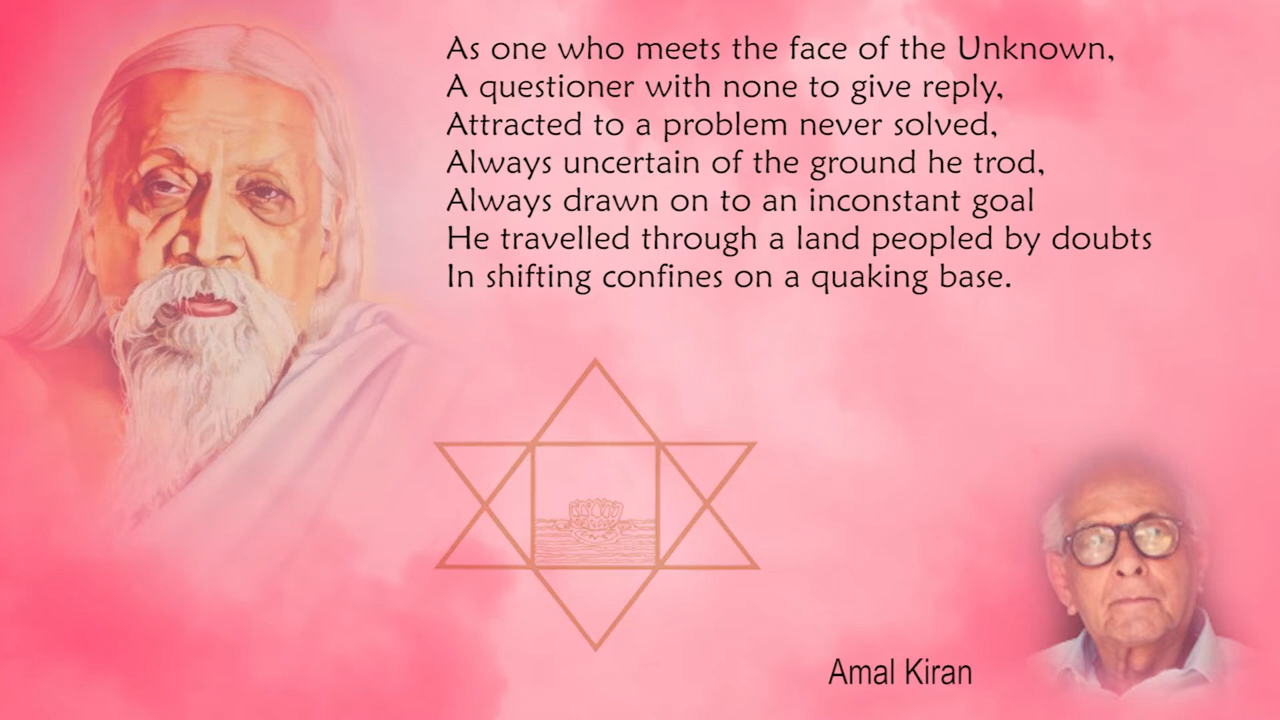 As one who meets the face of the Unknown,
A questioner with none to give reply,
Attracted to a problem never solved,
Always uncertain of the ground he trod,
Always drawn on to an inconstant goal
He travelled through a land peopled by doubts
In shifting confines on a quaking base.
Amal Kiran